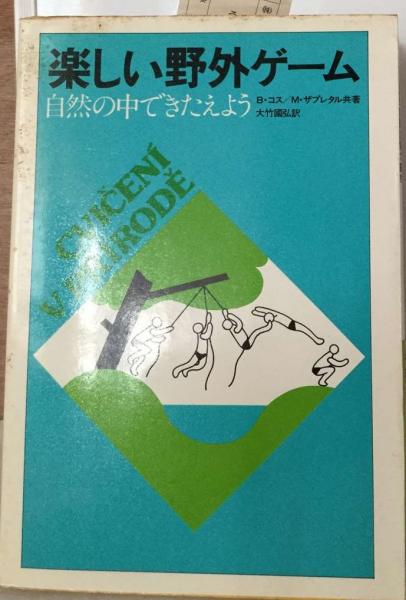 楽しい野外ゲーム
自然の中できたえよう
B・コス/M・ザプレタル共著
大竹國弘訳
CVIČENÍ
V PŘÍRODĚ